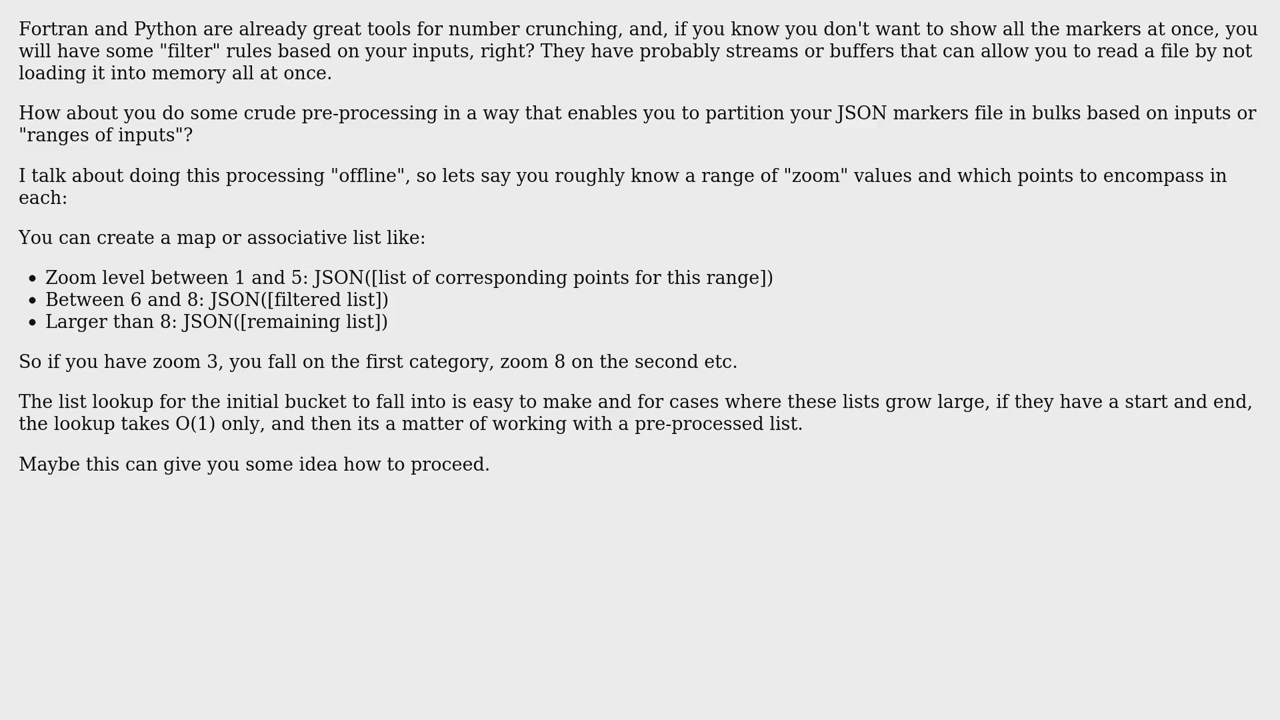 Fortran and Python are already great tools for number crunching, and, if you know you don't want to show all the markers at once, you
will have some "filter" rules based on your inputs, right? They have probably streams or buffers that can allow you to read a file by not
loading it into memory all at once.
How about you do some crude pre-processing in a way that enables you to partition your JSON markers file in bulks based on inputs or
"ranges of inputs"?
I talk about doing this processing "offline", so lets say you roughly know a range of "zoom" values and which points to encompass in
each:
You can create a map or associative list like:
• Zoom level between 1 and 5: JSON([list of corresponding points for this range])
• Between 6 and 8: JSON([filtered list])
• Larger than 8: JSON([remaining list])
So if you have zoom 3, you fall on the first category, zoom 8 on the second etc.
The list lookup for the initial bucket to fall into is easy to make and for cases where these lists grow large, if they have a start and end,
the lookup takes O(1) only, and then its a matter of working with a pre-processed list.
Maybe this can give you some idea how to proceed.